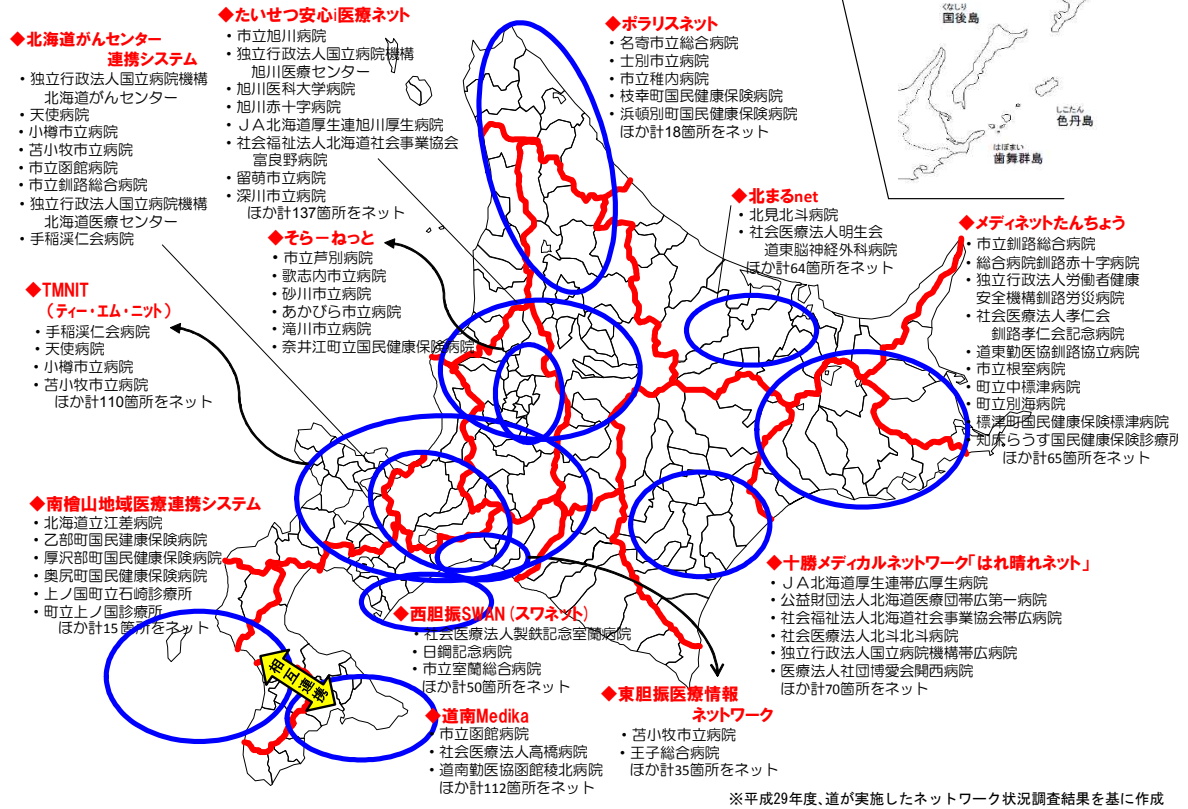 ◆北海道がんセンター
連携システム
・独立行政法人国立病院機構
北海道がんセンター
・天使病院
・小樽市立病院
・苫小牧市立病院
・市立函館病院
・市立釧路総合病院
・独立行政法人国立病院機構
北海道医療センター
・手稲渓仁会病院
◆たいせつ安心i医療ネット
・市立旭川病院
・独立行政法人国立病院機構
旭川医療センター
・旭川医科大学病院
・旭川赤十字病院
・ＪＡ北海道厚生連旭川厚生病院
・社会福祉法人北海道社会事業協会
富良野病院
・留萌市立病院
・深川市立病院
ほか計137箇所をネット
◆ポラリスネット
・名寄市立総合病院
・士別市立病院
・市立稚内病院
・枝幸町国民健康保険病院
・浜頓別町国民健康保険病院
ほか計18箇所をネット
くなしり
国後島
しこたん
色丹島
はぼまい
歯舞群島
◆そらーねっと
・市立芦別病院
・歌志内市立病院
・砂川市立病院
・あかびら市立病院
・滝川市立病院
・奈井江町立国民健康保険病院
◆北まるnet
・北見北斗病院
・社会医療法人明生会
道東脳神経外科病院
ほか計64箇所をネット
◆メディネットたんちょう
・市立釧路総合病院
・総合病院釧路赤十字病院
・独立行政法人労働者健康
安全機構釧路労災病院
・社会医療法人孝仁会
釧路孝仁会記念病院
・道東勤医協釧路協立病院
・市立根室病院
・町立中標津病院
・町立別海病院
・標津町国民健康保険標津病院
・知床らうす国民健康保険診療所
ほか計65箇所をネット
◆TMNIT
（ティー・エム・ニット）
・手稲渓仁会病院
・天使病院
・小樽市立病院
・苫小牧市立病院
ほか計110箇所をネット
◆南檜山地域医療連携システム
・北海道立江差病院
・乙部町国民建康保険病院
・厚沢部町国民健康保険病院
・奥尻町国民健康保険病院
・上ノ国町立石崎診療所
・町立上ノ国診療所
ほか計15箇所をネット
相互連携
◆西胆振SWAN（スワネット）
・社会医療法人製鉄記念室蘭病院
・日鋼記念病院
・市立室蘭総合病院
ほか計50箇所をネット
◆道南Medika
・市立函館病院
・社会医療法人高橋病院
・道南勤医協函館稜北病院
ほか計112箇所をネット
◆東胆振医療情報
ネットワーク
・苫小牧市立病院
・王子総合病院
ほか計35箇所をネット
◆十勝メディカルネットワーク「はれ晴れネット」
・ＪＡ北海道厚生連帯広厚生病院
・公益財団法人北海道医療団帯広第一病院
・社会福祉法人北海道社会事業協会帯広病院
・社会医療法人北斗北斗病院
・独立行政法人国立病院機構帯広病院
・医療法人社団博愛会開西病院
ほか計70箇所をネット
※平成29年度、道が実施したネットワーク状況調査結果を基に作成